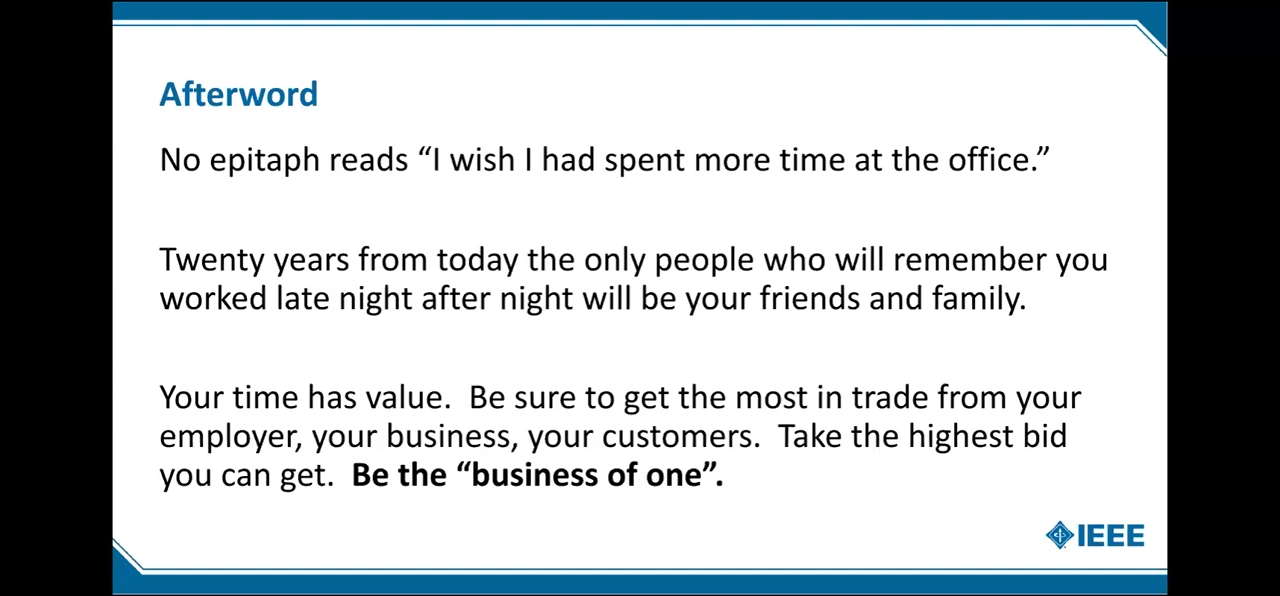 Afterword
No epitaph reads “I wish I had spent more time at the office.”
Twenty years from today the only people who will remember you
worked late night after night will be your friends and family.
Your time has value.  Be sure to get the most in trade from your
employer, your business, your customers.  Take the highest bid
you can get.  Be the “business of one”.
IEEE